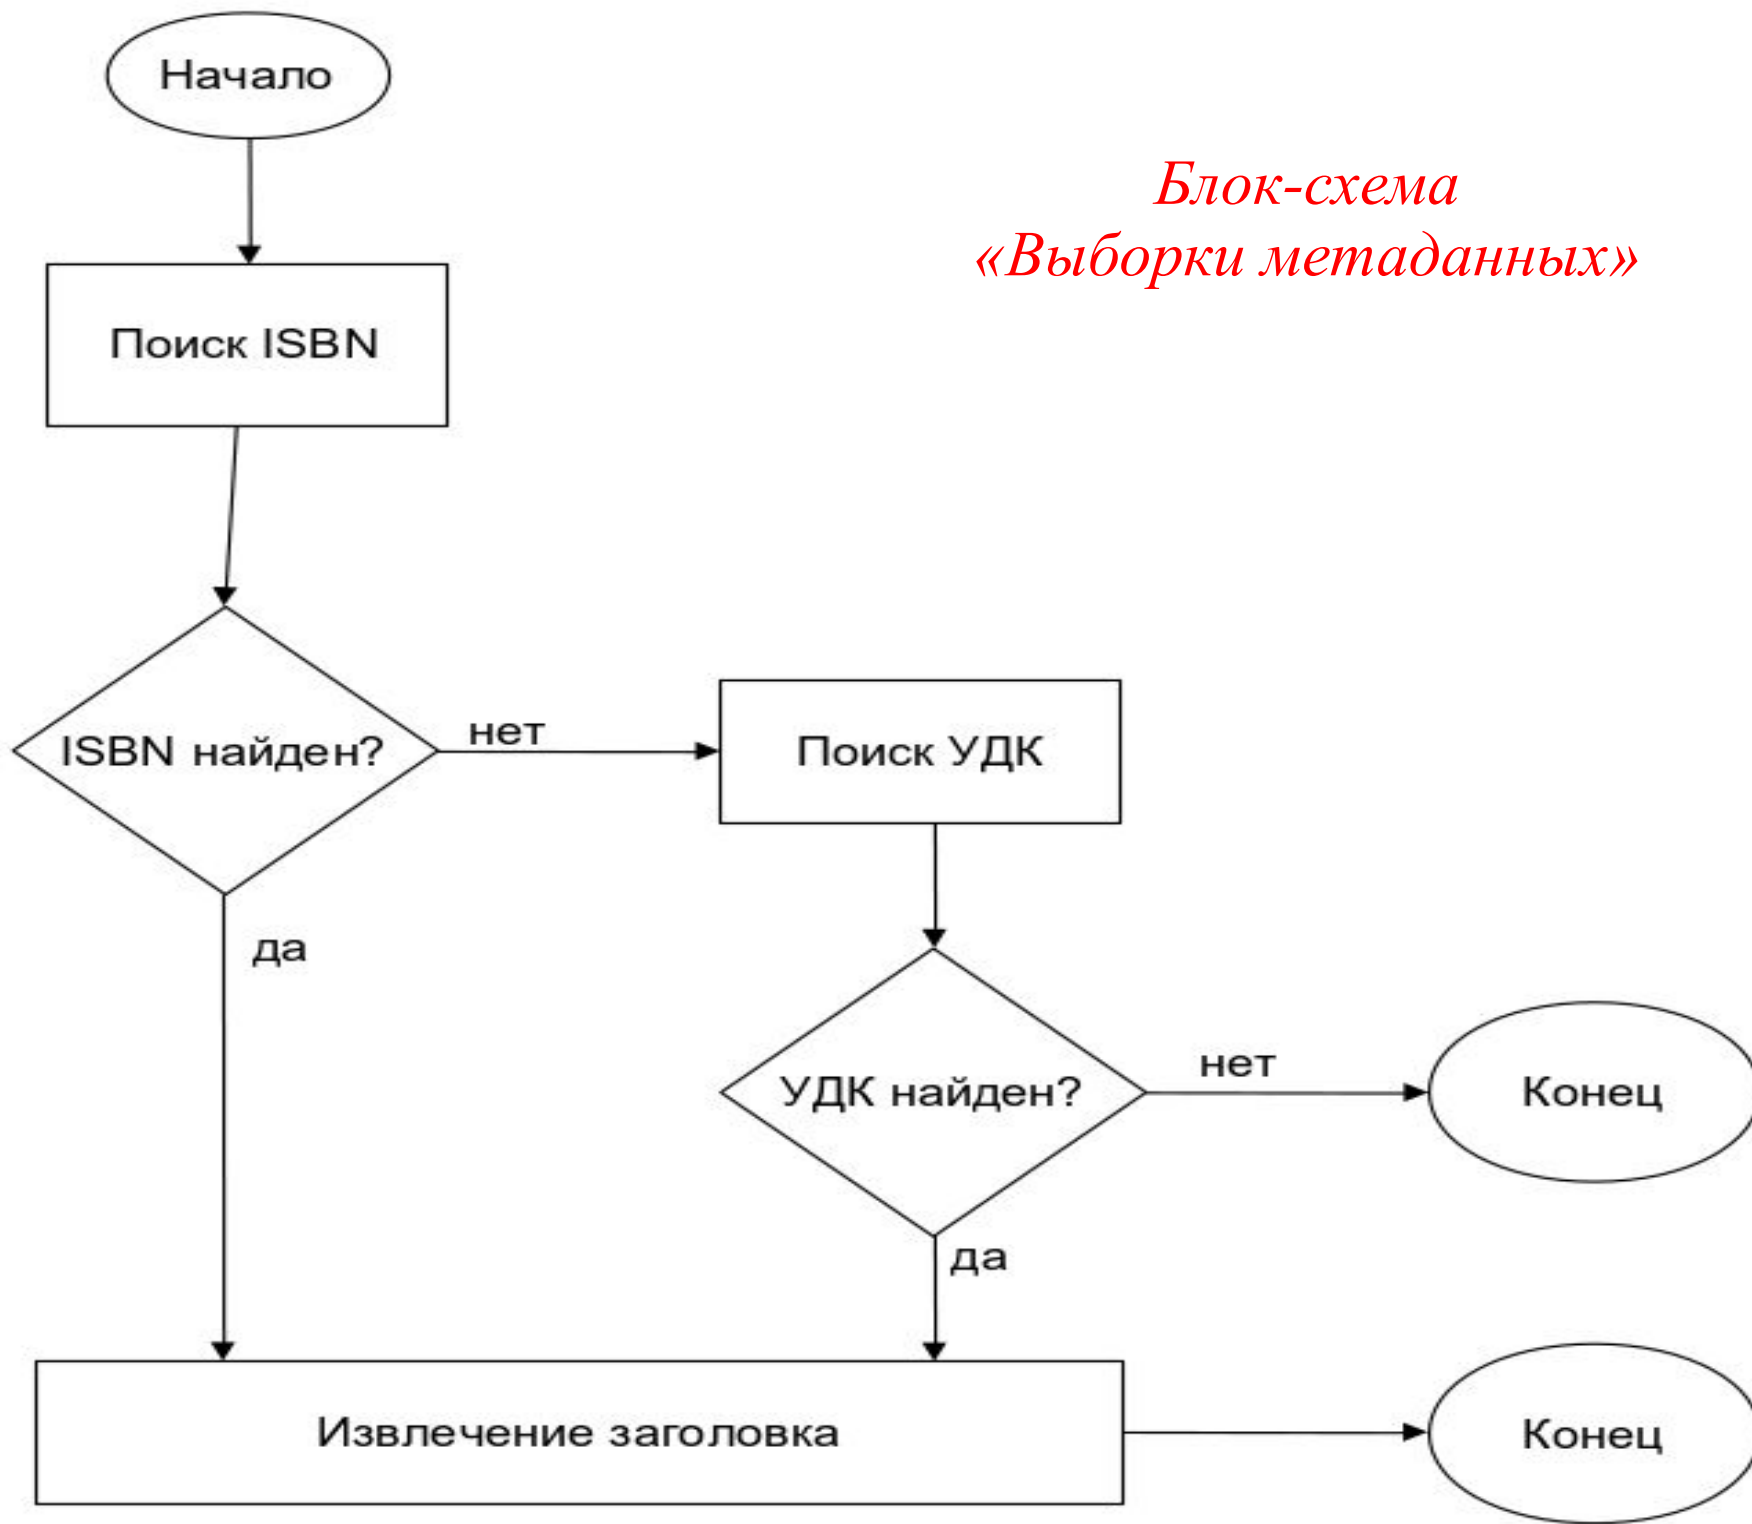 Начало
Блок-схема
«Выборки метаданных»
Поиск ISBN
ISBN найден?
нет
Поиск УДК
да
УДК найден?
нет
Конец
да
Извлечение заголовка
Конец